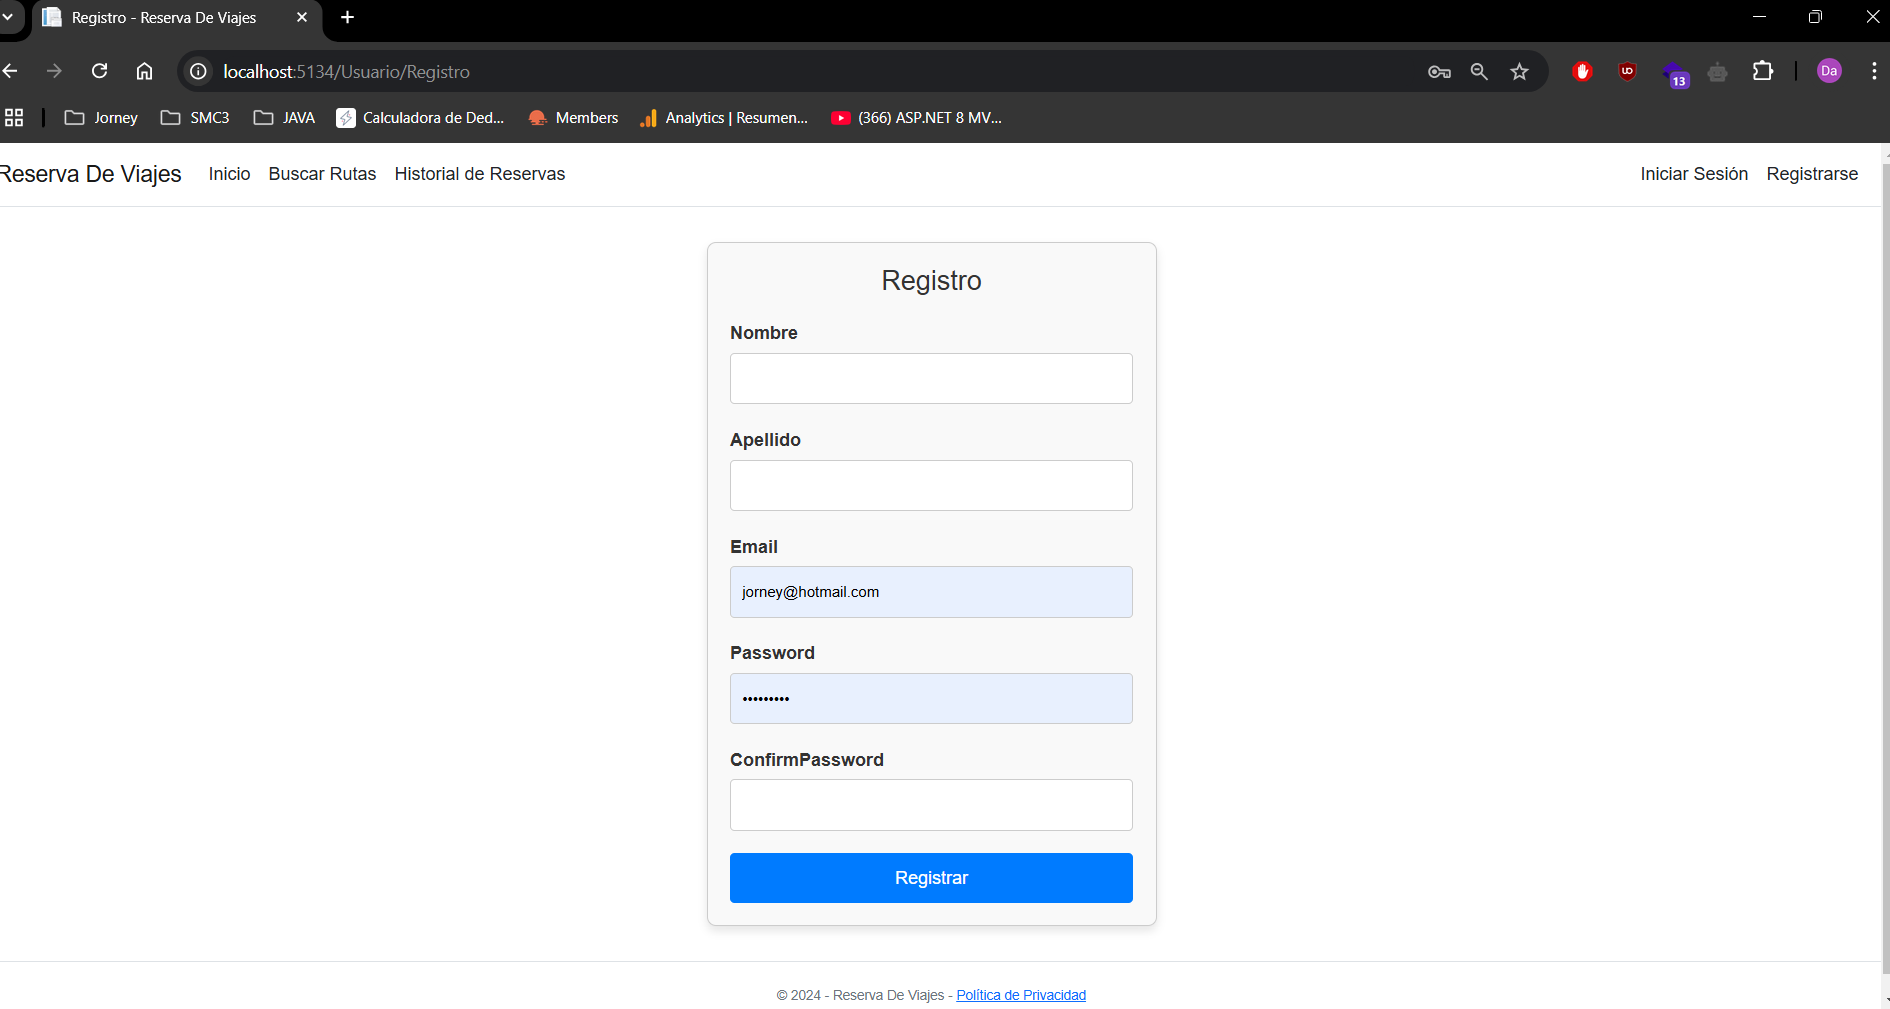 Registro - Reserva De Viajes
localhost:5134/Usuario/Registro
13
Da
Jorney
SMC3
JAVA
Calculadora de Ded...
Members
Analytics | Resumen...
(366) ASP.NET 8 MV...
Reserva De Viajes
Inicio
Buscar Rutas
Historial de Reservas
Iniciar Sesión
Registrarse
Registro
Nombre
Apellido
Email
jorney@hotmail.com
Password
•••••••••
ConfirmPassword
Registrar
© 2024 - Reserva De Viajes - Política de Privacidad